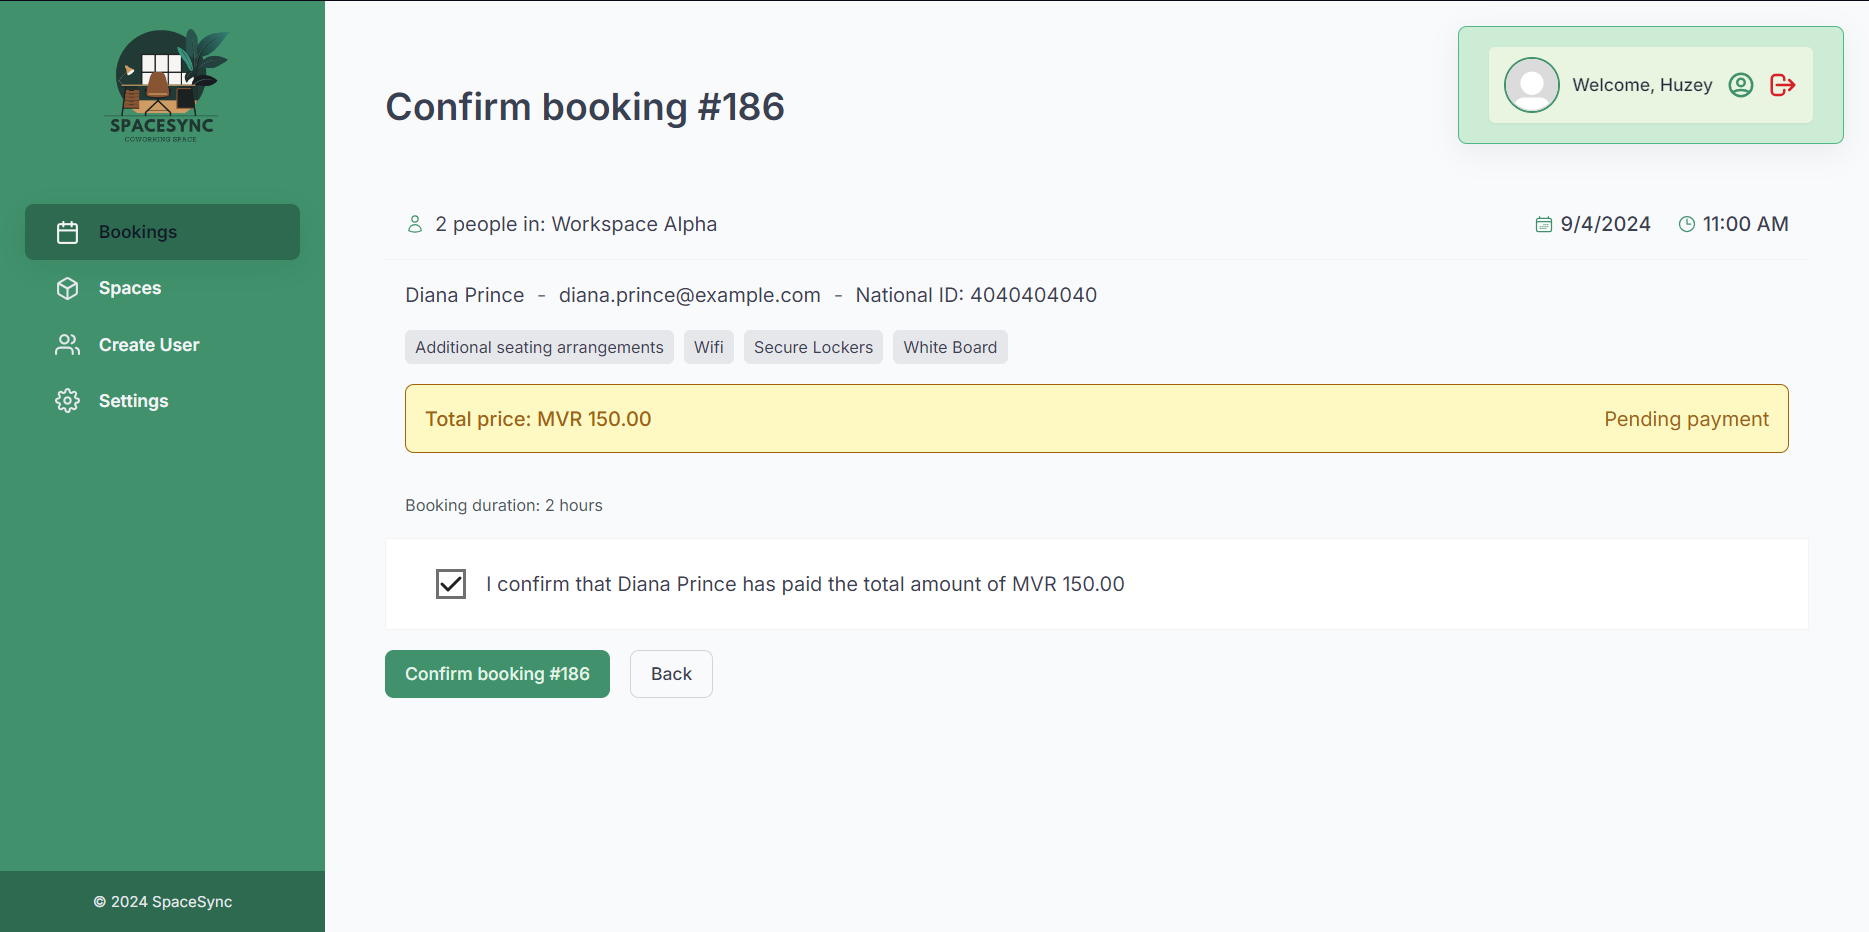 SPACESYNC
COWORKING SPACE
Bookings
Spaces
Create User
Settings
© 2024 SpaceSync
Confirm booking #186
Welcome, Huzey
2 people in: Workspace Alpha
9/4/2024 11:00 AM
Diana Prince - diana.prince@example.com - National ID: 4040404040
Additional seating arrangements Wifi Secure Lockers White Board
Total price: MVR 150.00 Pending payment
Booking duration: 2 hours
I confirm that Diana Prince has paid the total amount of MVR 150.00
Confirm booking #186 Back